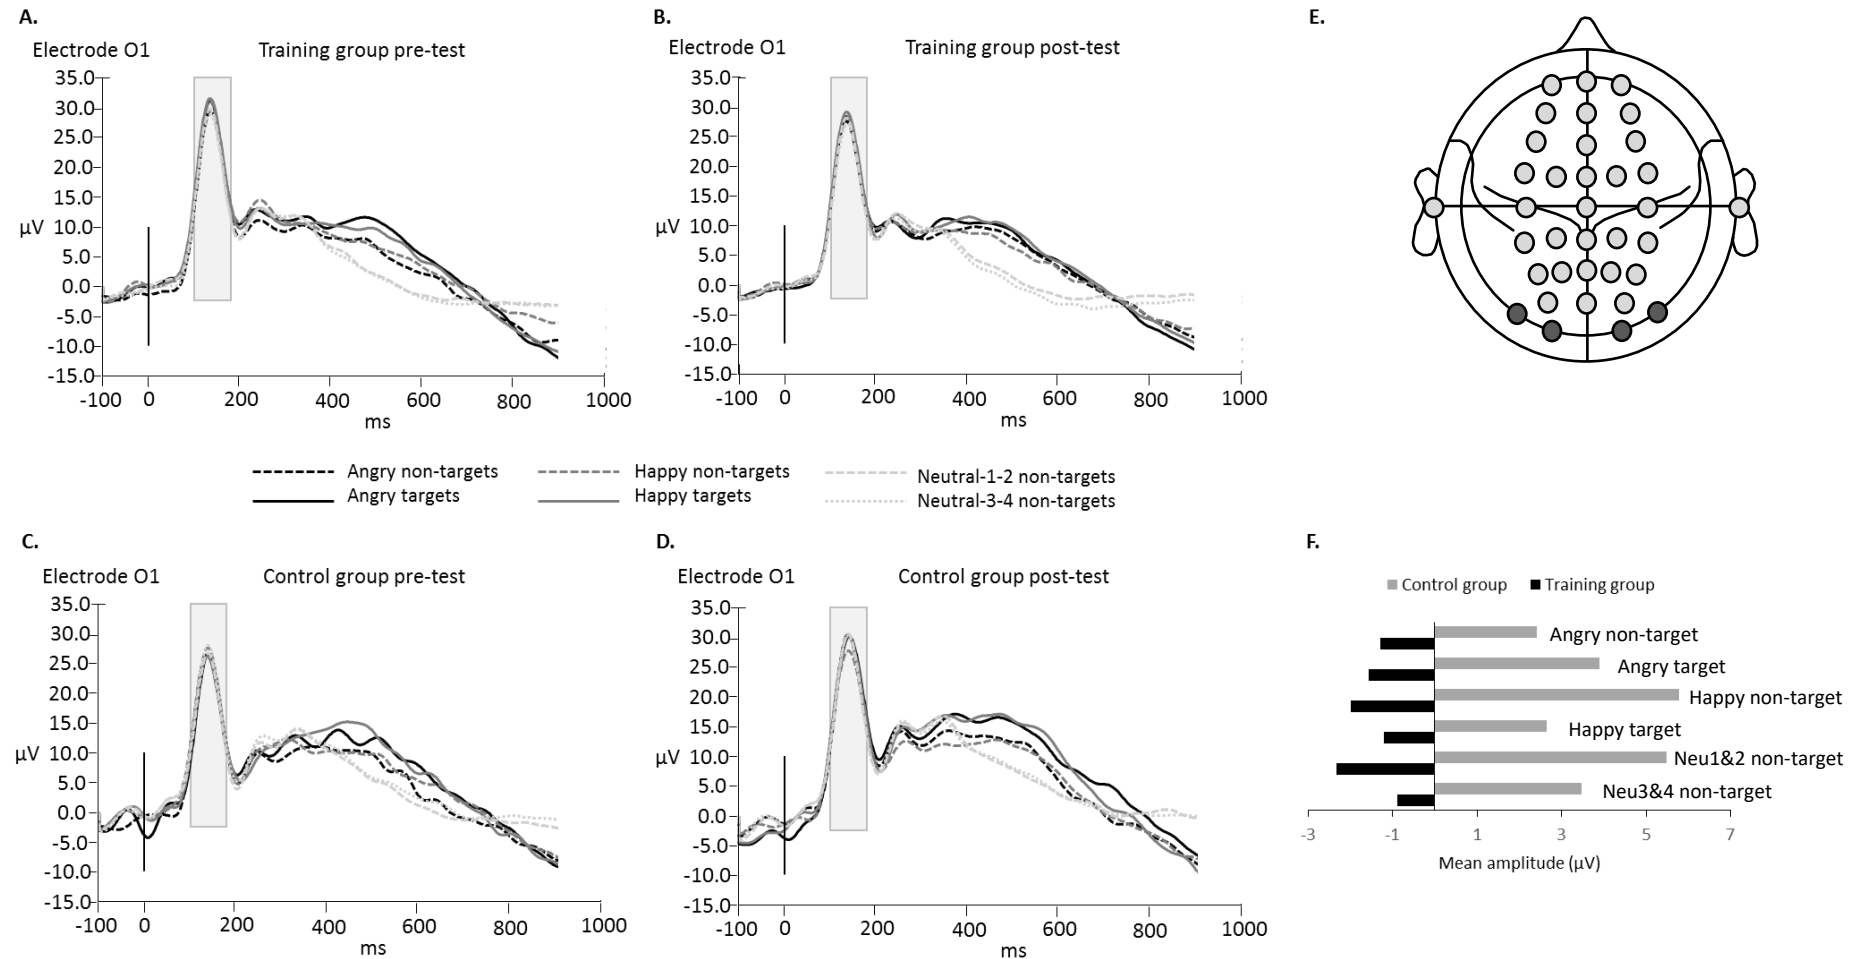 A.
Electrode O1 Training group pre-test
35.0
30.0
25.0
20.0
15.0
10.0
5.0
0.0
-5.0
-10.0
-15.0
µV
-100 0 200 400 600 800 1000
ms
B.
Electrode O1 Training group post-test
35.0
30.0
25.0
20.0
15.0
10.0
5.0
0.0
-5.0
-10.0
-15.0
µV
-100 0 200 400 600 800 1000
ms
E.
Angry non-targets Happy non-targets Neutral-1-2 non-targets
Angry targets Happy targets Neutral-3-4 non-targets
C.
Electrode O1 Control group pre-test
35.0
30.0
25.0
20.0
15.0
10.0
5.0
0.0
-5.0
-10.0
-15.0
µV
-100 0 200 400 600 800 1000
ms
D.
Electrode O1 Control group post-test
35.0
30.0
25.0
20.0
15.0
10.0
5.0
0.0
-5.0
-10.0
-15.0
µV
-100 0 200 400 600 800 1000
ms
F.
Control group Training group
Angry non-target
Angry target
Happy non-target
Happy target
Neu1&2 non-target
Neu3&4 non-target
-3 -1 1 3 5 7
Mean amplitude (µV)